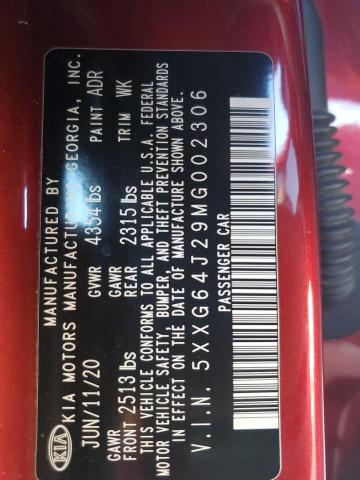 KIA
MANUFACTURED BY
KIA MOTORS MANUFACTURING GEORGIA, INC.
JUN/11/20 GVWR 4354 lbs PAINT ADR
GAWR FRONT 2513 lbs GAWR REAR 2315 lbs TRIM WK
THIS VEHICLE CONFORMS TO ALL APPLICABLE U.S.A. FEDERAL
MOTOR VEHICLE SAFETY, BUMPER, AND THEFT PREVENTION STANDARDS
IN EFFECT ON THE DATE OF MANUFACTURE SHOWN ABOVE.
V.I.N. 5XXG64J29MG002306
PASSENGER CAR